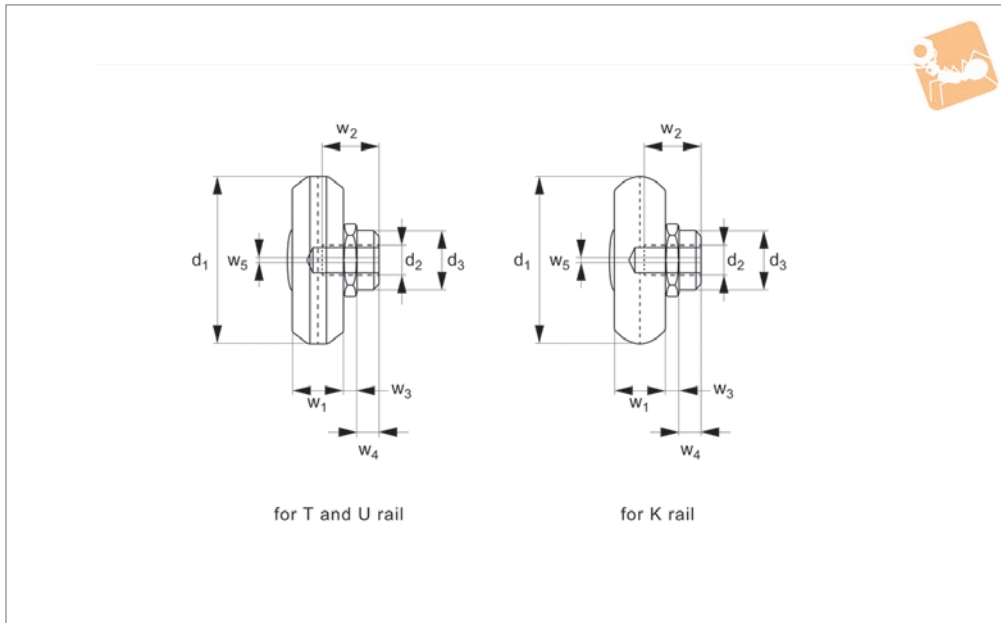 w2 w2
d1 w5 d2 d3 d1 w5 d2 d3
w1 w3 w1 w3
w4 w4
for T and U rail for K rail